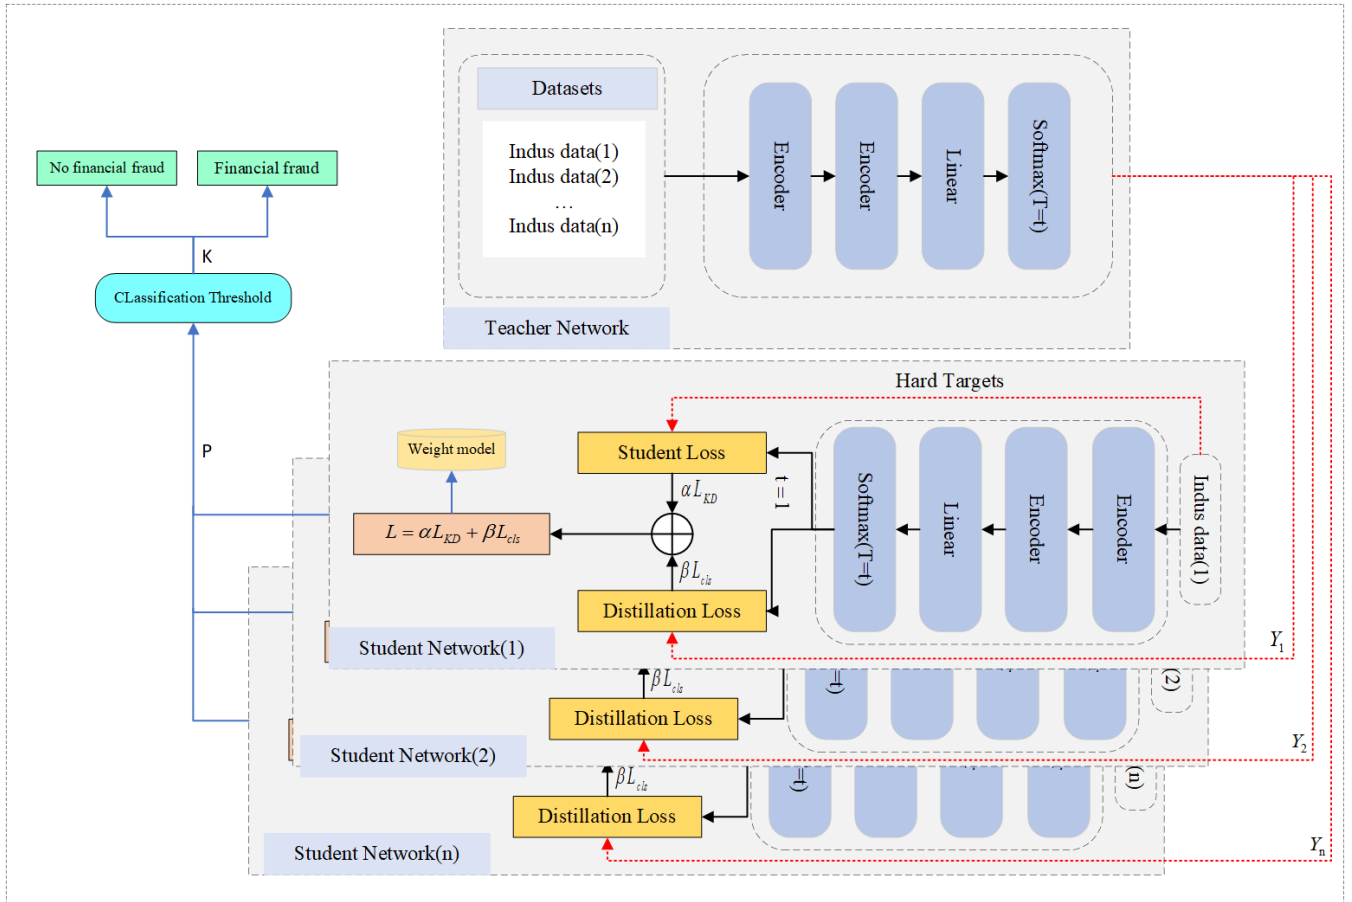 Datasets
Indus data(1)
Indus data(2)
...
Indus data(n)
Encoder
Encoder
Linear
Softmax(T=t)
Teacher Network
No financial fraud
Financial fraud
K
CLassification Threshold
P
Hard Targets
Weight model
Student Loss
t = 1
αL_KD
L = αL_KD + βL_cls
βL_cls
Distillation Loss
Softmax(T=t)
Linear
Encoder
Encoder
Indus data(1)
Student Network(1)
Y_1
βL_cls
Distillation Loss
=t)
(2)
Student Network(2)
Y_2
βL_cls
Distillation Loss
=t)
(n)
Student Network(n)
Y_n